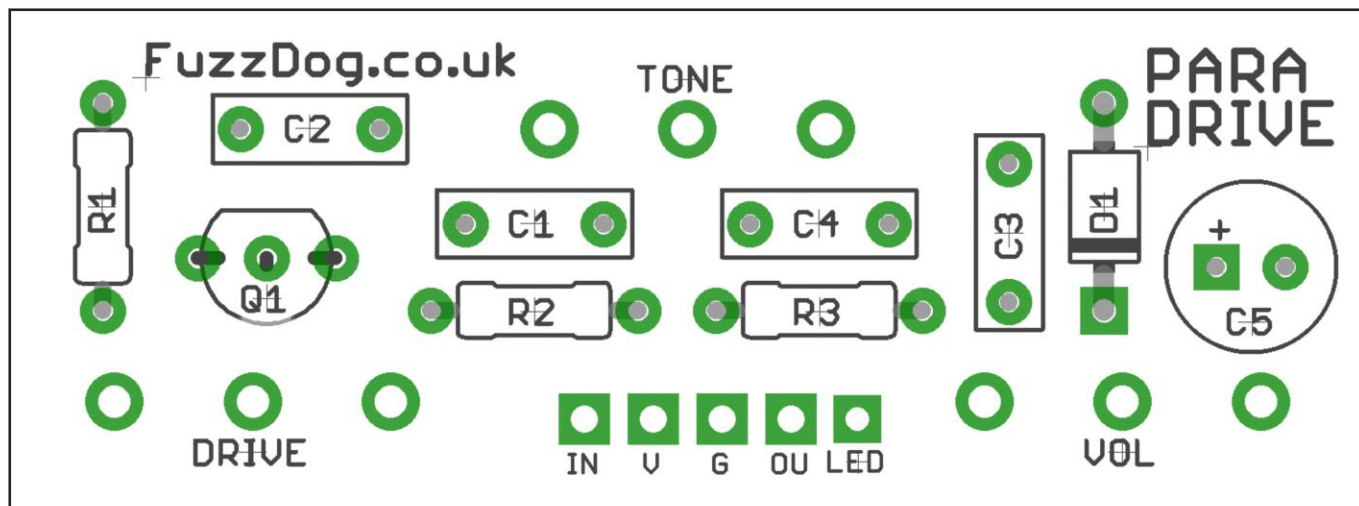 FuzzDog.co.uk
TONE
PARA
DRIVE
C2
R1
C1
C4
C3
D1
+
Q1
R2
R3
C5
DRIVE
IN V G OU LED
VOL